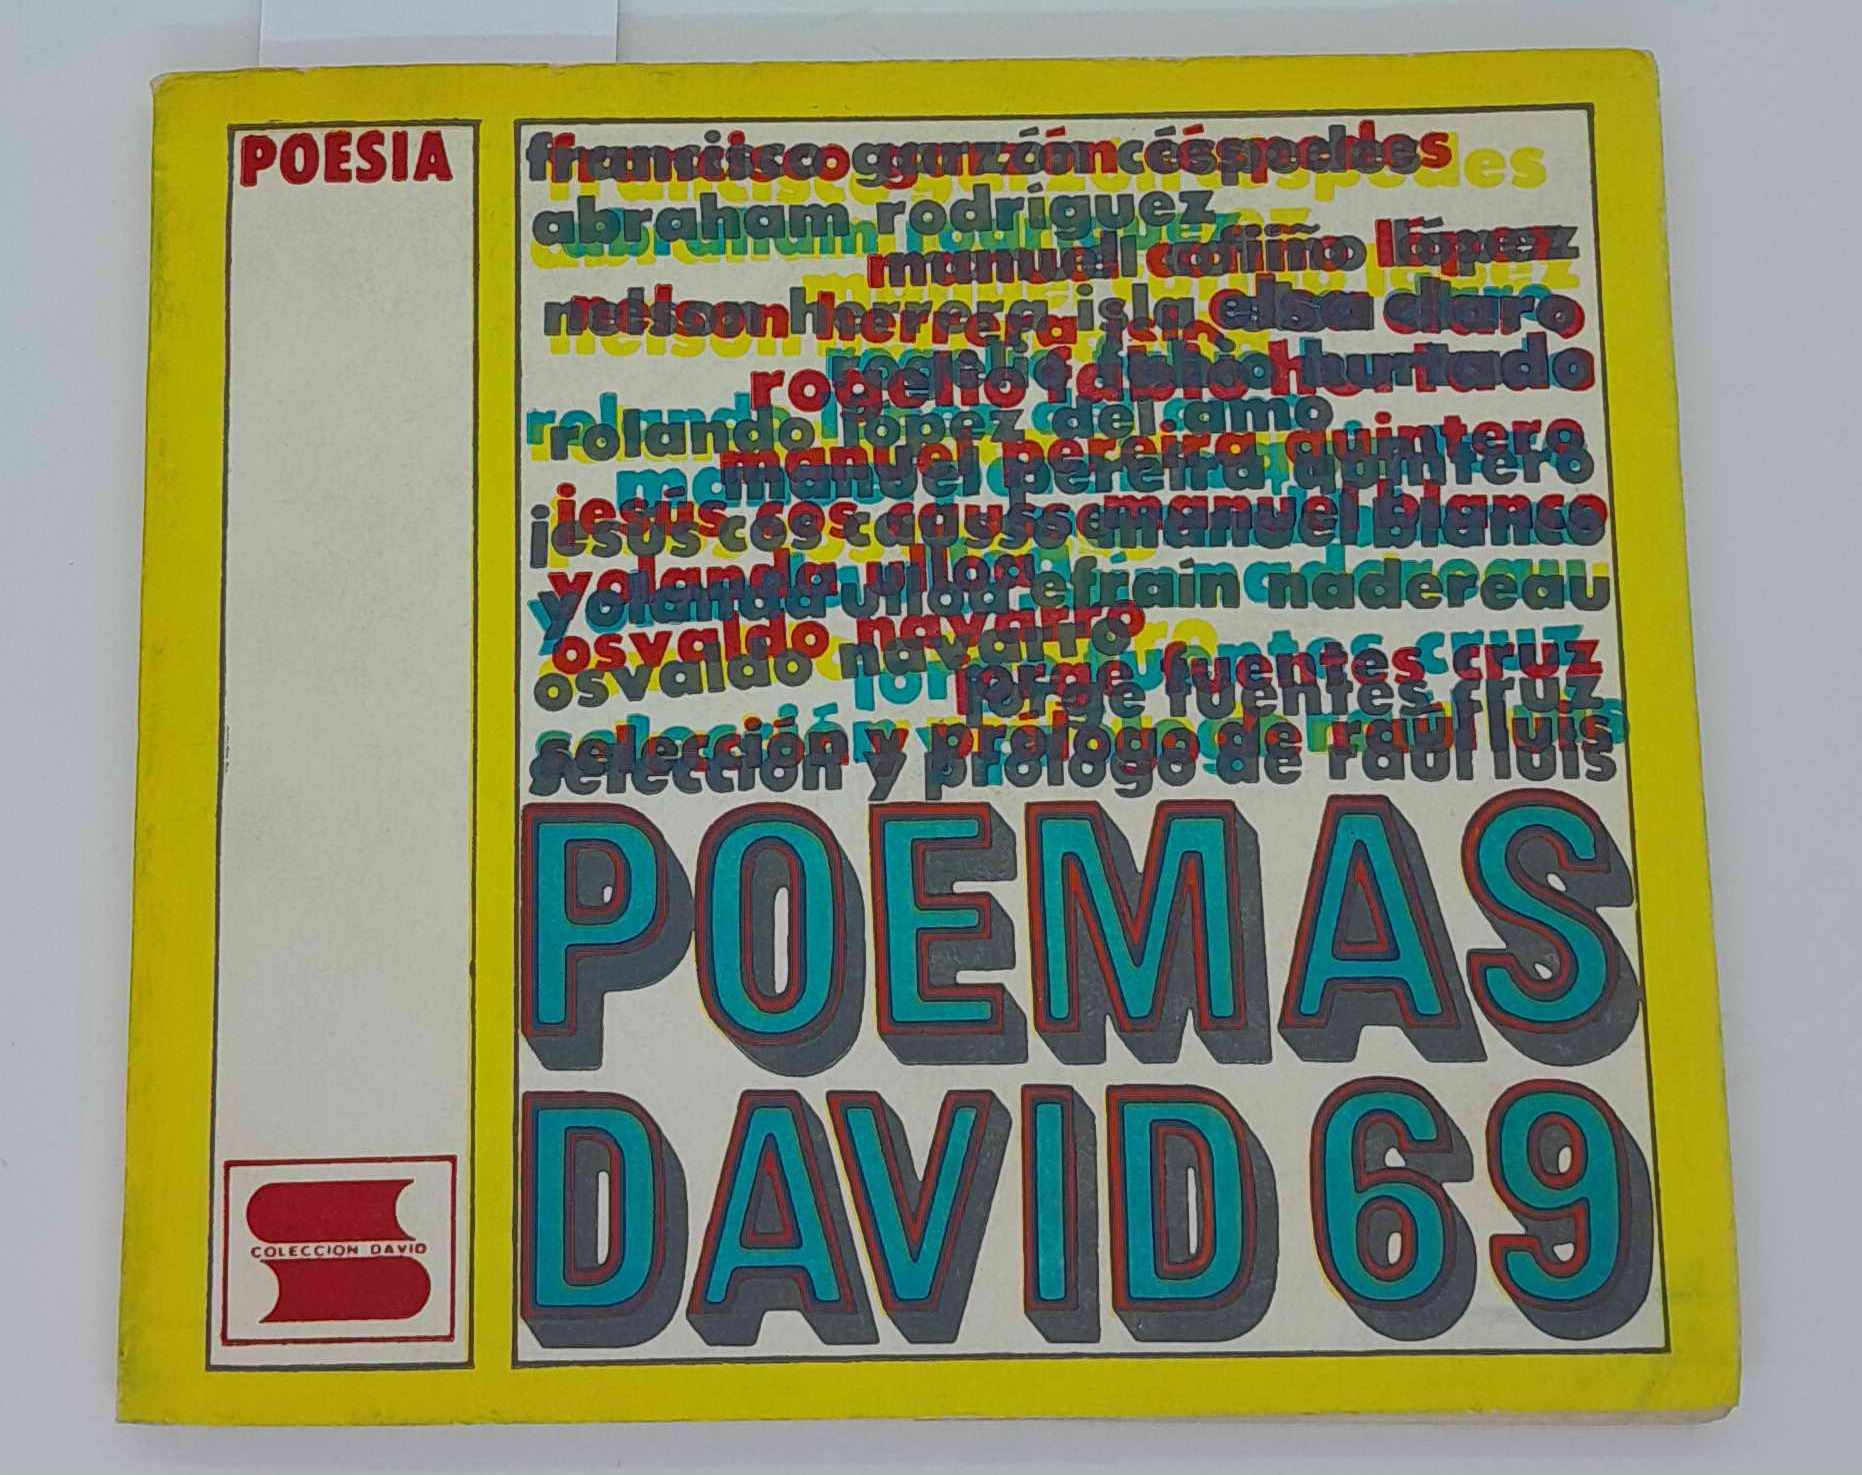 POESIA
COLECCION DAVID
francisco garzón céspedes
abraham rodríguez
manuel cofiño lópez
nelson herrera isla elsa claro
rogelio fabio hurtado
rolando lópez del amo
manuel pereira quintero
jesús cos causse manuel blanco
yolanda ulloa efraín nadereau
osvaldo navarro
jorge fuentes cruz
selección y prólogo de raúl luis
POEMAS
DAVID 69